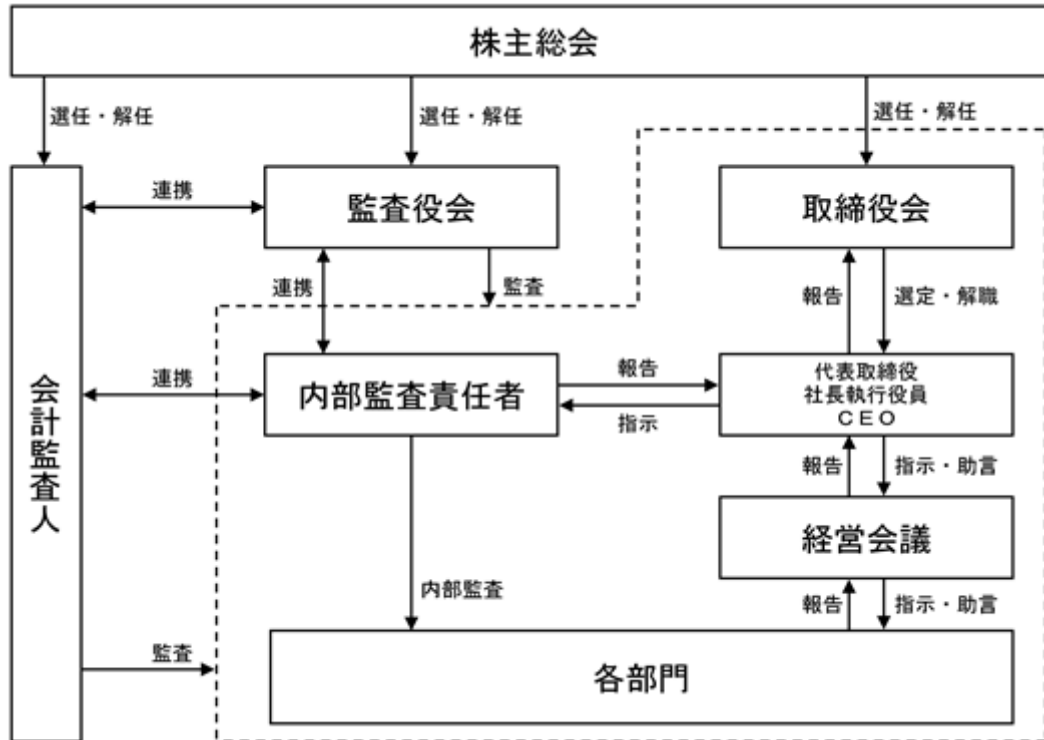 株主総会
選任・解任
選任・解任
選任・解任
連携
監査役会
取締役会
連携
監査
報告
選定・解職
会計監査人
連携
内部監査責任者
報告
指示
代表取締役
社長執行役員
CEO
報告
指示・助言
経営会議
内部監査
報告
指示・助言
監査
各部門